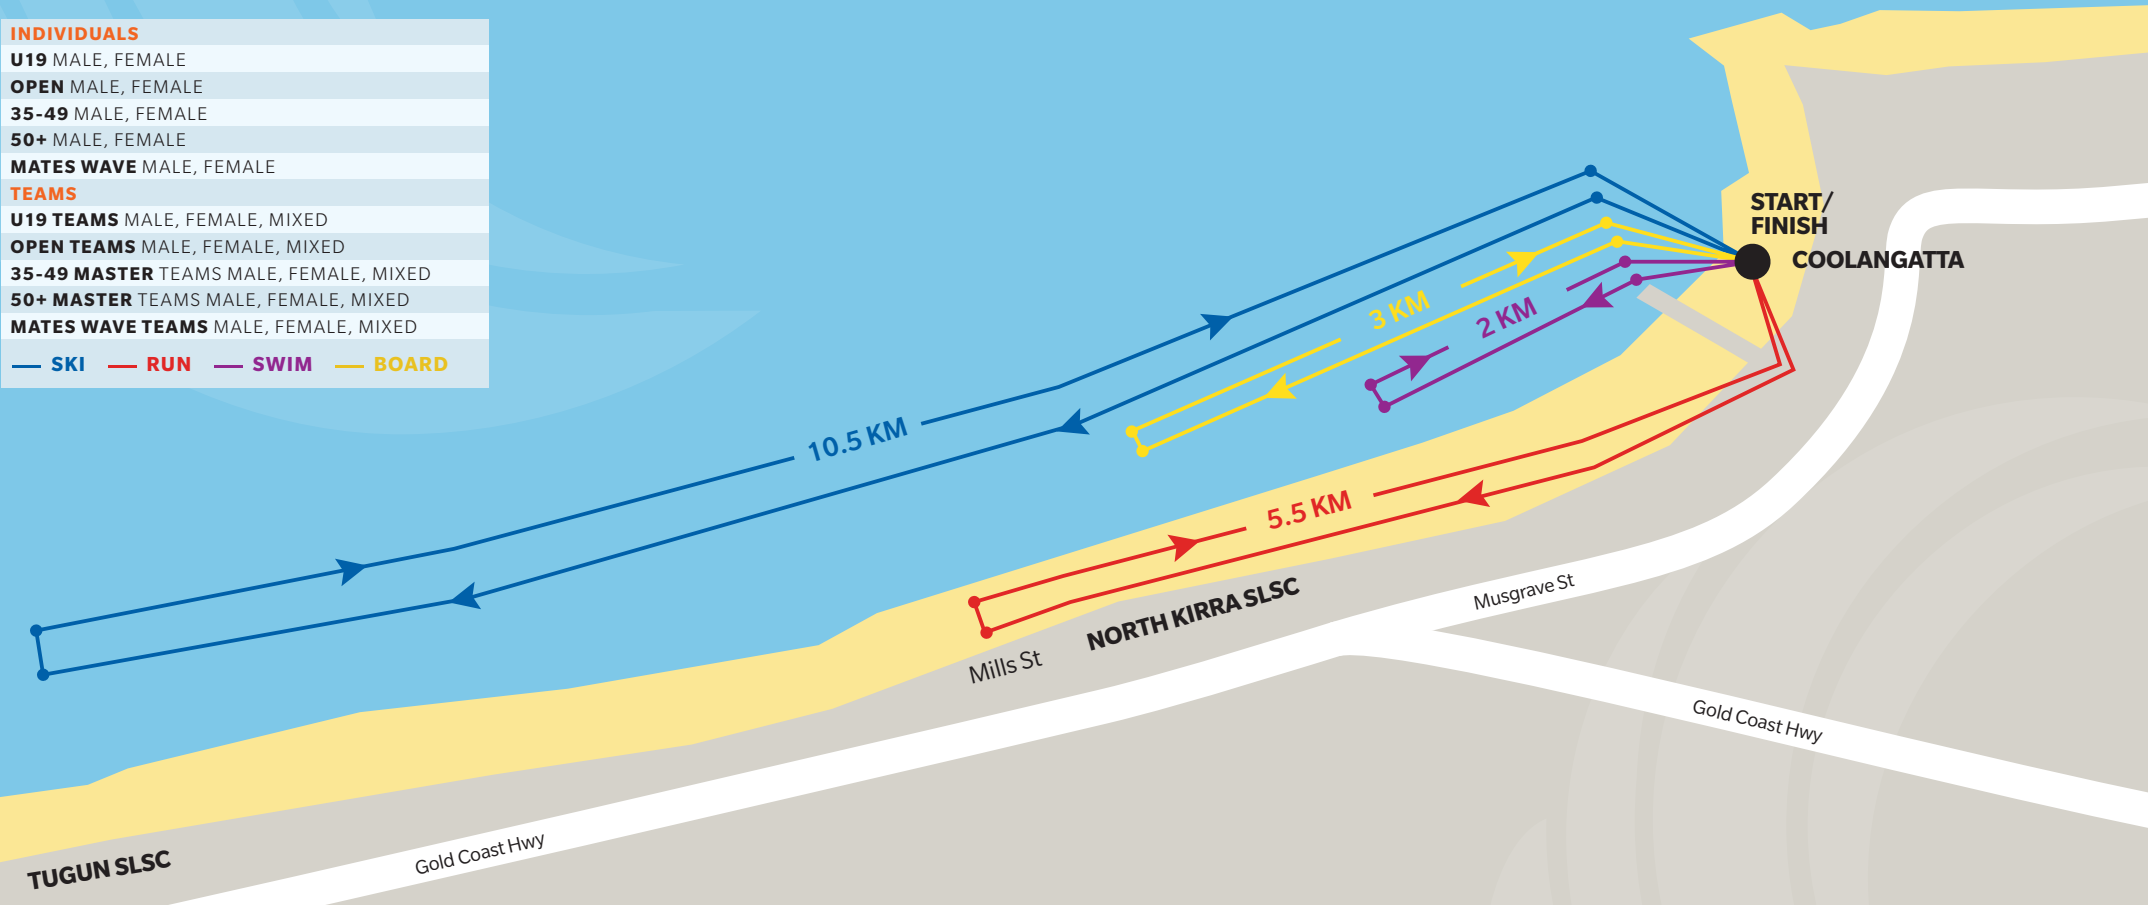 INDIVIDUALS
U19 MALE, FEMALE
OPEN MALE, FEMALE
35-49 MALE, FEMALE
50+ MALE, FEMALE
MATES WAVE MALE, FEMALE
TEAMS
U19 TEAMS MALE, FEMALE, MIXED
OPEN TEAMS MALE, FEMALE, MIXED
35-49 MASTER TEAMS MALE, FEMALE, MIXED
50+ MASTER TEAMS MALE, FEMALE, MIXED
MATES WAVE TEAMS MALE, FEMALE, MIXED
SKI RUN SWIM BOARD
START/
FINISH
COOLANGATTA
3 KM
2 KM
10.5 KM
5.5 KM
NORTH KIRRA SLSC
Musgrave St
Mills St
Gold Coast Hwy
Gold Coast Hwy
TUGUN SLSC